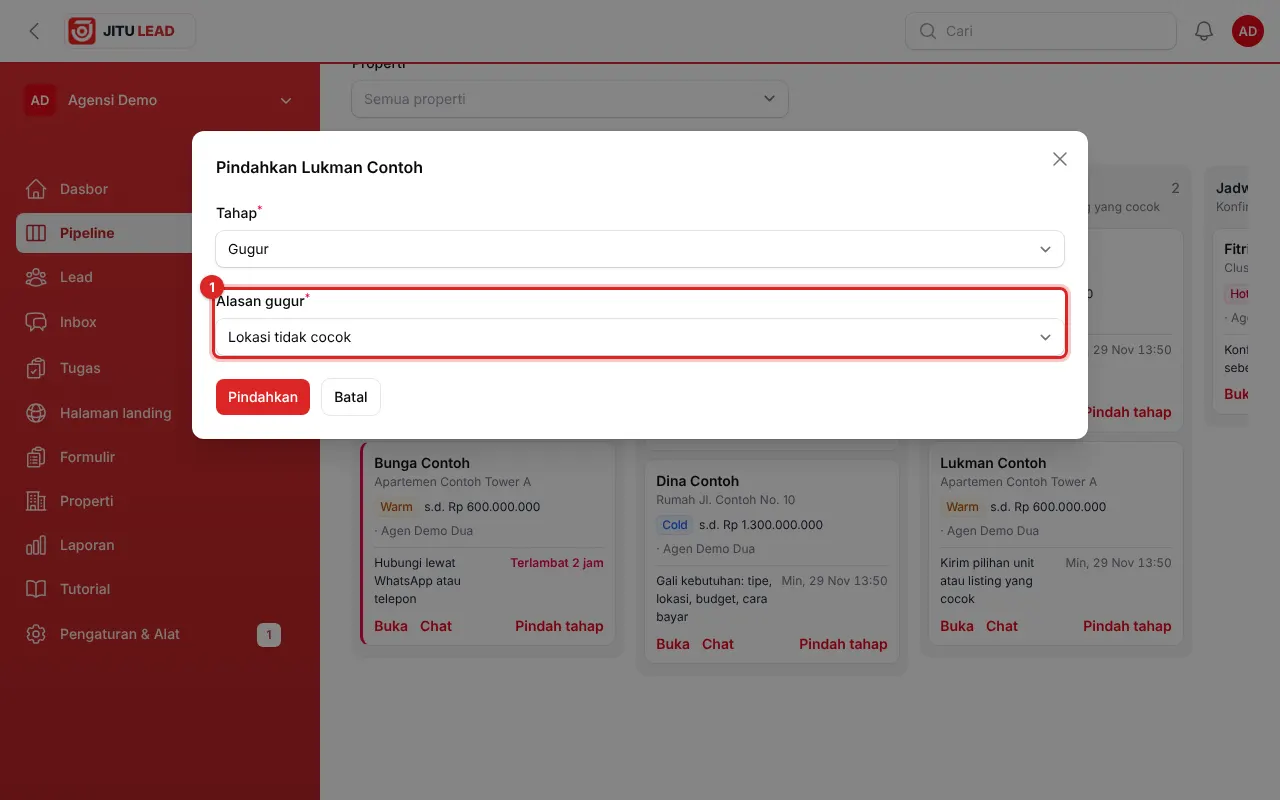 JITU LEAD
Cari
AD
AD
Agensi Demo
Dasbor
Pipeline
Lead
Inbox
Tugas
Halaman landing
Formulir
Properti
Laporan
Tutorial
Pengaturan & Alat
1
Properti
Semua properti
Pindahkan Lukman Contoh
Tahap*
Gugur
1
Alasan gugur*
Lokasi tidak cocok
Pindahkan
Batal
Bunga Contoh
Apartemen Contoh Tower A
Warm s.d. Rp 600.000.000
· Agen Demo Dua
Hubungi lewat WhatsApp atau telepon
Terlambat 2 jam
Buka Chat Pindah tahap
Dina Contoh
Rumah Jl. Contoh No. 10
Cold s.d. Rp 1.300.000.000
· Agen Demo Dua
Gali kebutuhan: tipe, lokasi, budget, cara bayar
Min, 29 Nov 13:50
Buka Chat Pindah tahap
2
yang cocok
29 Nov 13:50
Pindah tahap
Lukman Contoh
Apartemen Contoh Tower A
Warm s.d. Rp 600.000.000
· Agen Demo Dua
Kirim pilihan unit atau listing yang cocok
Min, 29 Nov 13:50
Buka Chat Pindah tahap
Buk